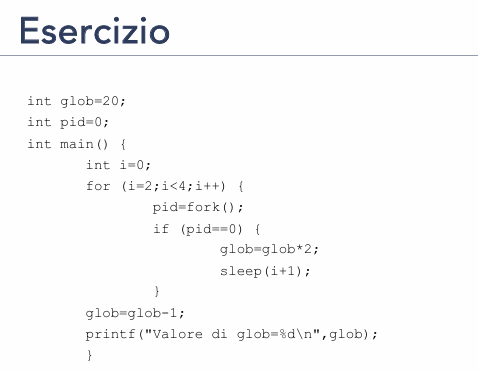 Esercizio
int glob=20;
int pid=0;
int main() {
int i=0;
for (i=2;i<4;i++) {
pid=fork();
if (pid==0) {
glob=glob*2;
sleep(i+1);
}
glob=glob-1;
printf("Valore di glob=%d\n",glob);
}